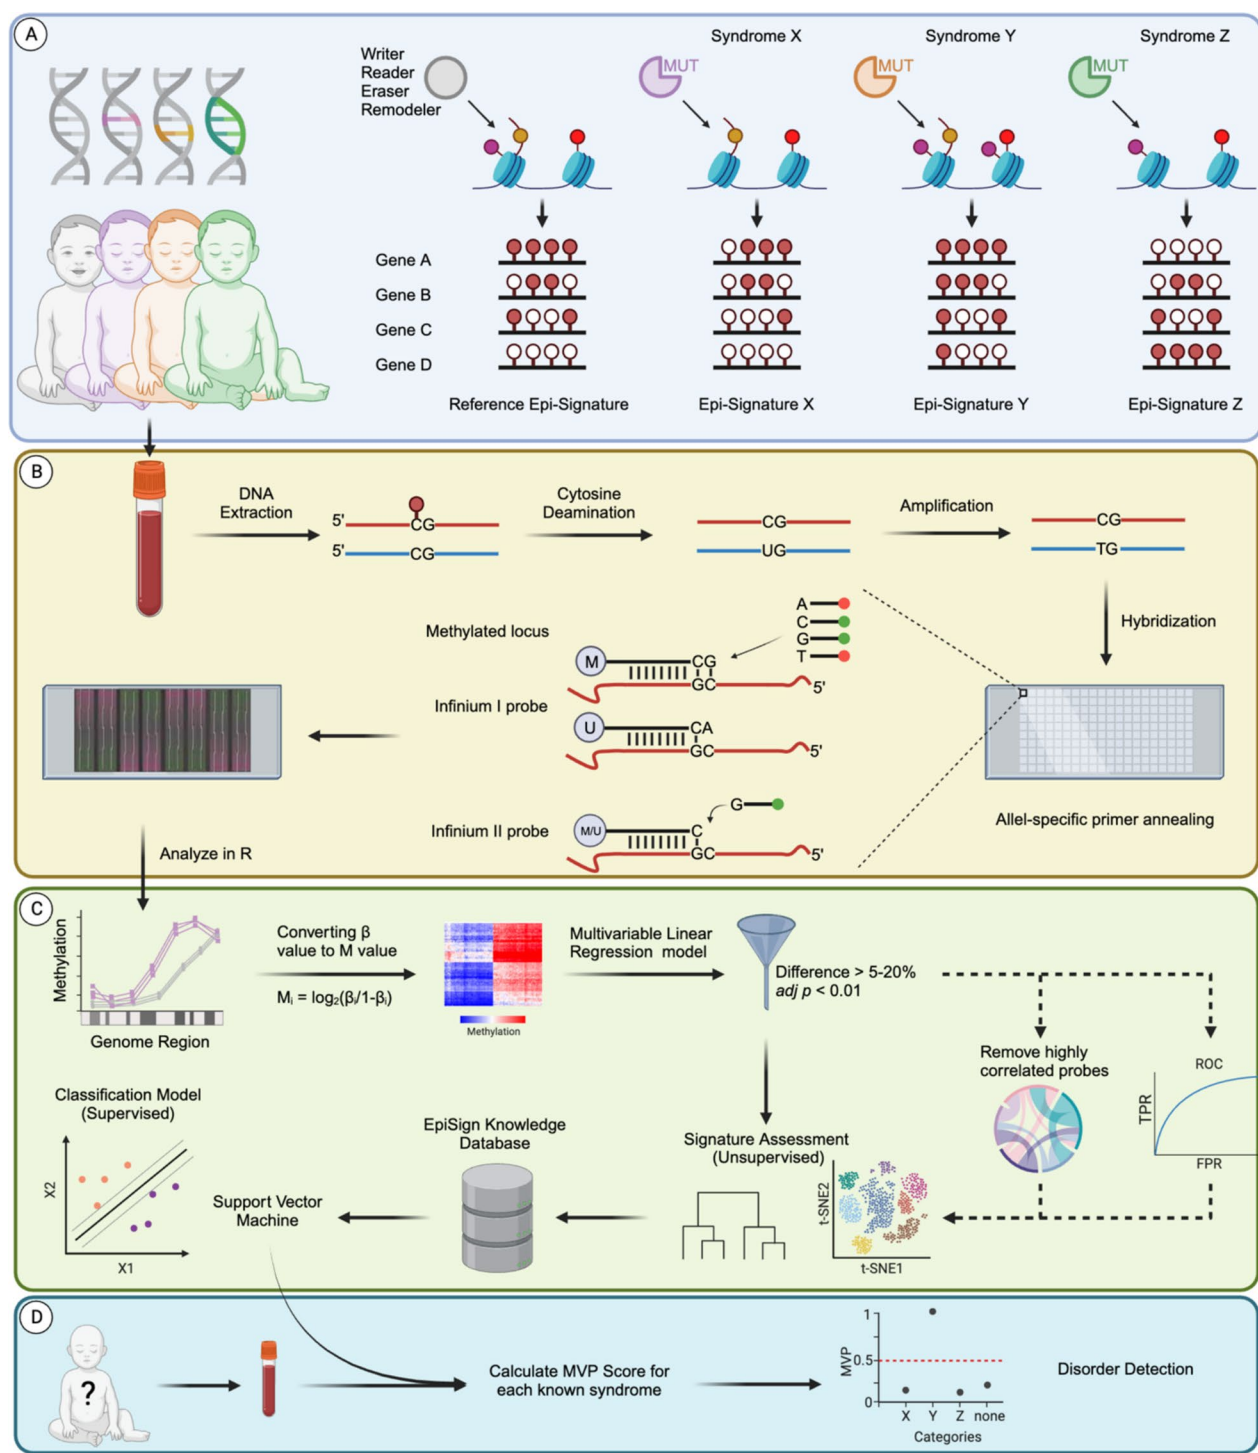 A
Syndrome X
Syndrome Y
Syndrome Z
Writer
Reader
Eraser
Remodeler
MUT
MUT
MUT
Gene A
Gene B
Gene C
Gene D
Reference Epi-Signature
Epi-Signature X
Epi-Signature Y
Epi-Signature Z
B
DNA
Extraction
5'
CG
5'
CG
Cytosine
Deamination
CG
UG
Amplification
CG
TG
Hybridization
Methylated locus
A
C
G
T
M
CG
GC
5'
Infinium I probe
U
CA
GC
5'
G
Infinium II probe
M/U
C
GC
5'
Allel-specific primer annealing
Analyze in R
C
Methylation
Genome Region
Converting β
value to M value
Mᵢ = log₂(βᵢ/1-βᵢ)
Methylation
Multivariable Linear
Regression model
Difference > 5-20%
adj p < 0.01
Remove highly
correlated probes
ROC
TPR
FPR
Classification Model
(Supervised)
X2
X1
Support Vector
Machine
EpiSign Knowledge
Database
Signature Assessment
(Unsupervised)
t-SNE2
t-SNE1
D
?
Calculate MVP Score for
each known syndrome
MVP
1
0.5
0
X Y Z none
Categories
Disorder Detection